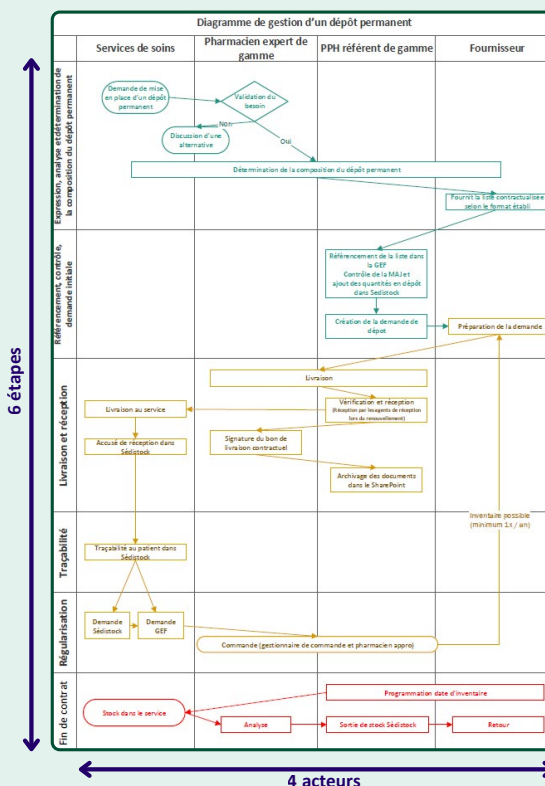 Diagramme de gestion d'un dépôt permanent
Services de soins
Pharmacien expert de
gamme
PPH référent de gamme
Fournisseur
Expression, analyse et détermination de
la composition du dépôt permanent
Demande de mise
en place d'un dépôt
permanent
Validation du
besoin
Non
Oui
Discussion d'une
alternative
Détermination de la composition du dépôt permanent
Fournit la liste contractualisée
selon le format établi
Référencement, contrôle,
demande initiale
Référencement de la liste dans
la GEF
Contrôle de la MAJ et
ajout des quantités en dépôt
dans Sedistock
Création de la demande de
dépot
Préparation de la demande
Livraison et réception
Livraison
Livraison au service
Vérification et réception
(Réception par les agents de réception
lors du renouvellement)
Accusé de réception dans
Sédistock
Signature du bon de
livraison contractuel
Archivage des documents
dans le SharePoint
Inventaire possible
(minimum 1x / an)
Traçabilité
Traçabilité au patient dans
Sédistock
Régularisation
Demande
Sédistock
Demande
GEF
Commande (gestionnaire de commande et pharmacien appro)
Fin de contrat
Programmation date d'inventaire
Stock dans le service
Analyse
Sortie de stock Sédistock
Retour
6 étapes
4 acteurs